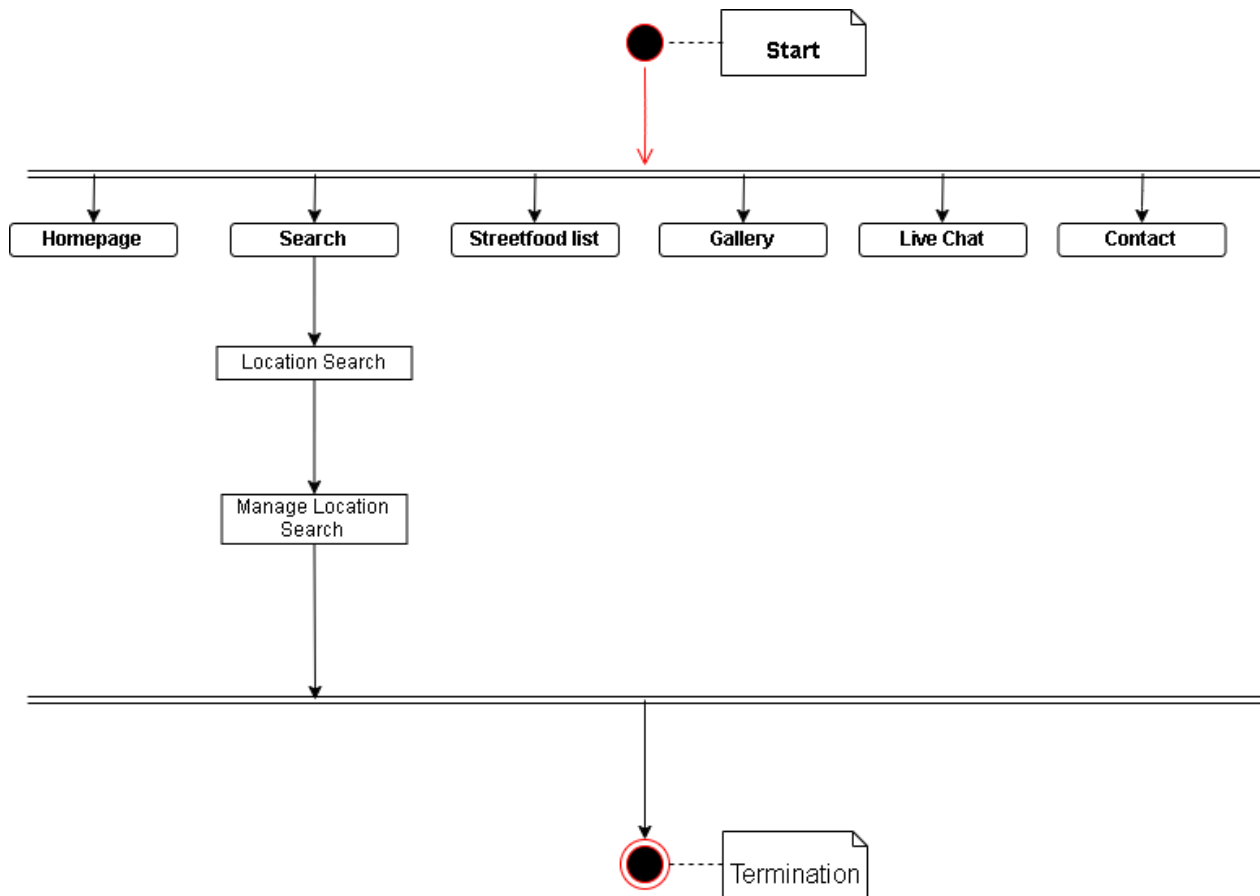 Start
Homepage
Search
Streetfood list
Gallery
Live Chat
Contact
Location Search
Manage Location
Search
Termination